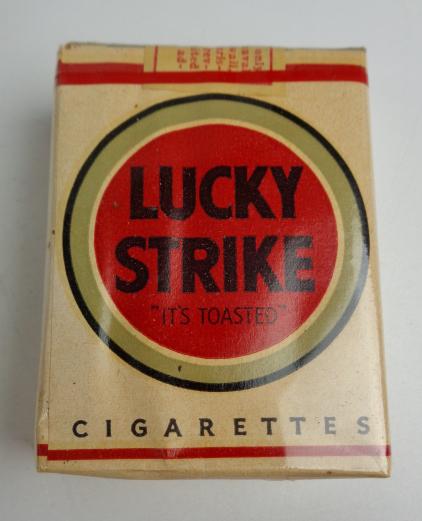 LUCKY
STRIKE
"IT'S TOASTED"
CIGARETTES